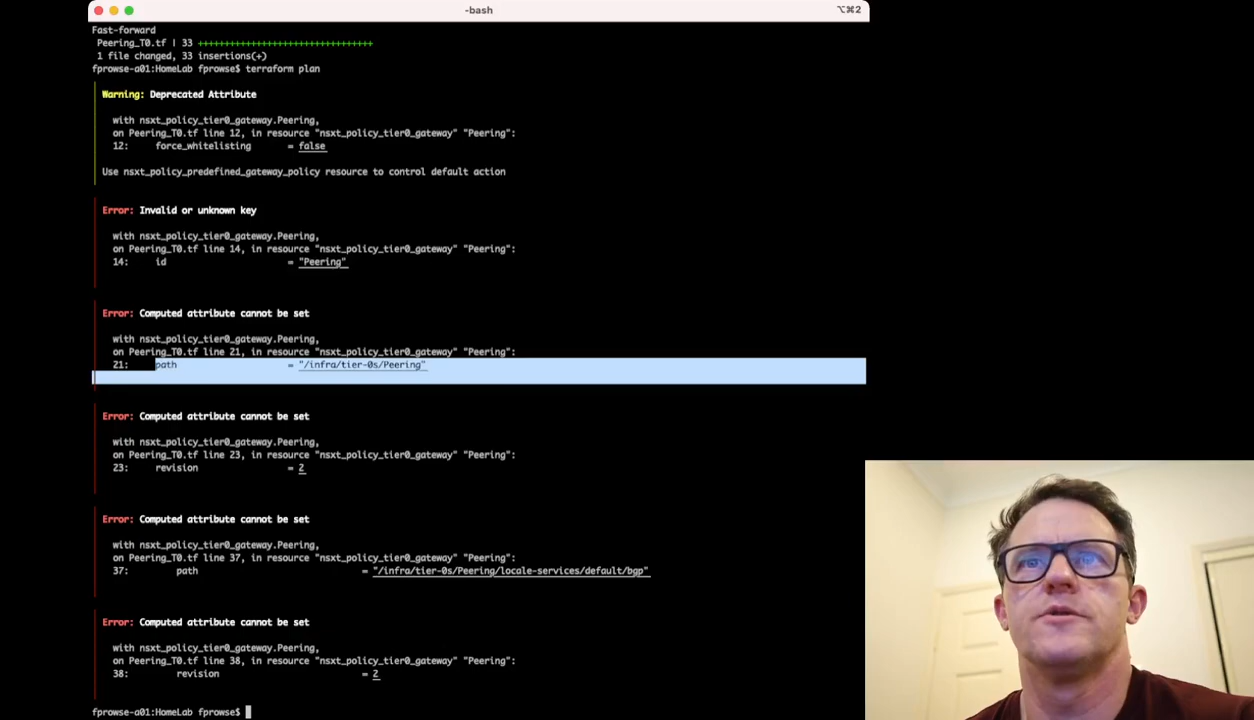 -bash
⌥⌘2
Fast-forward
Peering_T0.tf | 33 +++++++++++++++++++++++++++++++++
1 file changed, 33 insertions(+)
fprowse-a01:HomeLab fprowse$ terraform plan
Warning: Deprecated Attribute
with nsxt_policy_tier0_gateway.Peering,
on Peering_T0.tf line 12, in resource "nsxt_policy_tier0_gateway" "Peering":
12: force_whitelisting = false
Use nsxt_policy_predefined_gateway_policy resource to control default action
Error: Invalid or unknown key
with nsxt_policy_tier0_gateway.Peering,
on Peering_T0.tf line 14, in resource "nsxt_policy_tier0_gateway" "Peering":
14: id = "Peering"
Error: Computed attribute cannot be set
with nsxt_policy_tier0_gateway.Peering,
on Peering_T0.tf line 21, in resource "nsxt_policy_tier0_gateway" "Peering":
21: path = "/infra/tier-0s/Peering"
Error: Computed attribute cannot be set
with nsxt_policy_tier0_gateway.Peering,
on Peering_T0.tf line 23, in resource "nsxt_policy_tier0_gateway" "Peering":
23: revision = 2
Error: Computed attribute cannot be set
with nsxt_policy_tier0_gateway.Peering,
on Peering_T0.tf line 37, in resource "nsxt_policy_tier0_gateway" "Peering":
37: path = "/infra/tier-0s/Peering/locale-services/default/bgp"
Error: Computed attribute cannot be set
with nsxt_policy_tier0_gateway.Peering,
on Peering_T0.tf line 38, in resource "nsxt_policy_tier0_gateway" "Peering":
38: revision = 2
fprowse-a01:HomeLab fprowse$